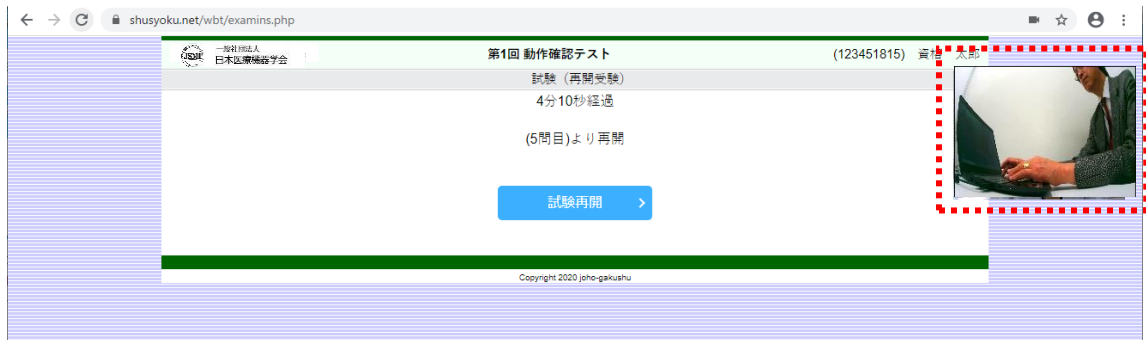 shusyoku.net/wbt/examins.php
JSMI
一般社団法人
日本医療機器学会
第1回 動作確認テスト
(123451815) 資格 太郎
試験（再開受験）
4分10秒経過
(5問目)より再開
試験再開
Copyright 2020 joho-gakushu